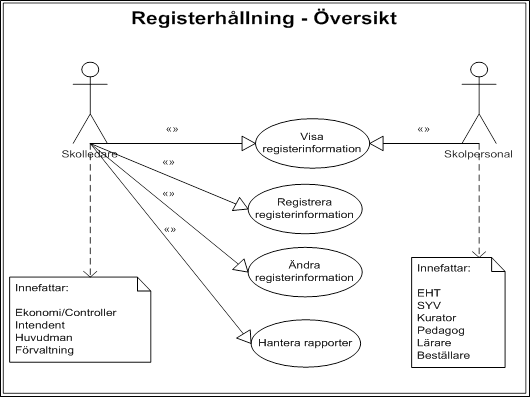 Registerhållning - Översikt
«»
«»
Visa
registerinformation
Skolledare
Skolpersonal
«»
Registrera
registerinformation
«»
«»
Ändra
registerinformation
Hantera rapporter
Innefattar:
Ekonomi/Controller
Intendent
Huvudman
Förvaltning
Innefattar:
EHT
SYV
Kurator
Pedagog
Lärare
Beställare